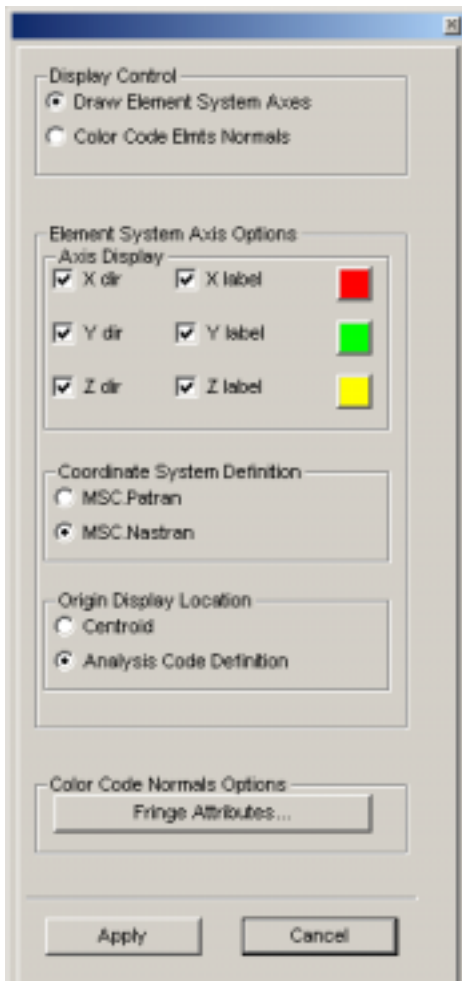 Display Control
Draw Element System Axes
Color Code Elmts Normals
Element System Axis Options
Axis Display
X dir X label
Y dir Y label
Z dir Z label
Coordinate System Definition
MSC.Patran
MSC.Nastran
Origin Display Location
Centroid
Analysis Code Definition
Color Code Normals Options
Fringe Attributes...
Apply Cancel